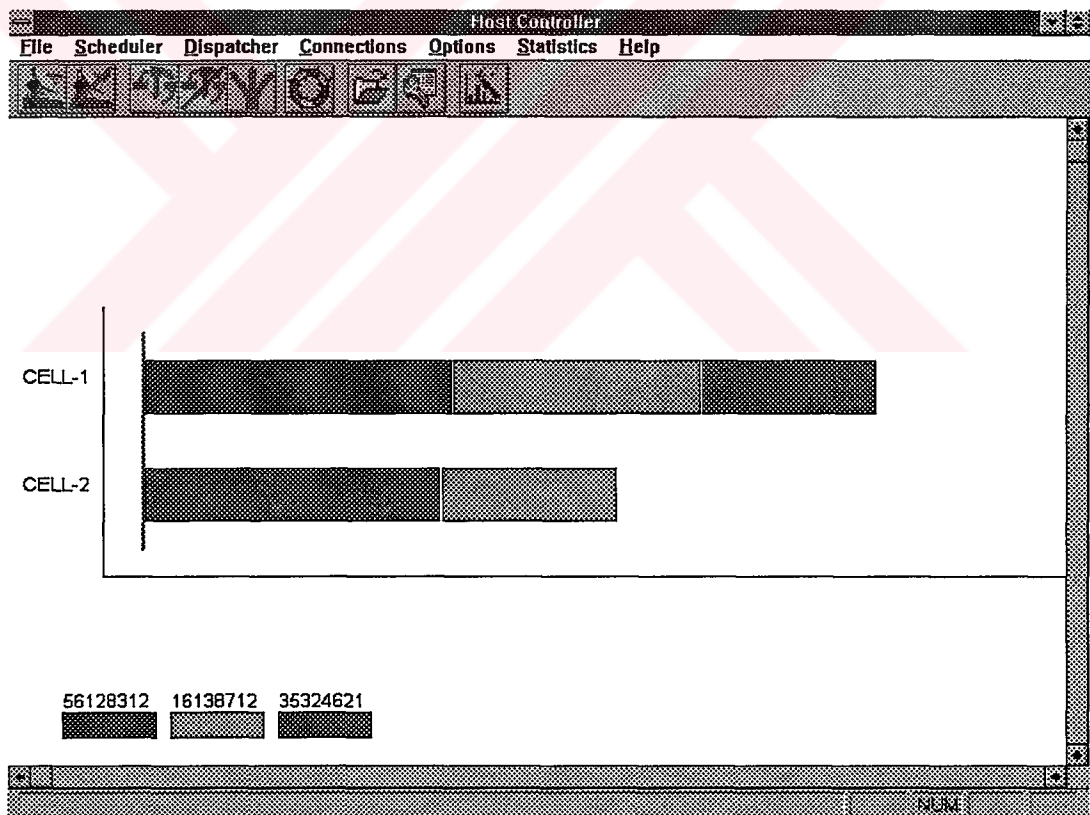 Host Controller
File Scheduler Dispatcher Connections Options Statistics Help
CELL-1
CELL-2
56128312 16138712 35324621
NUM